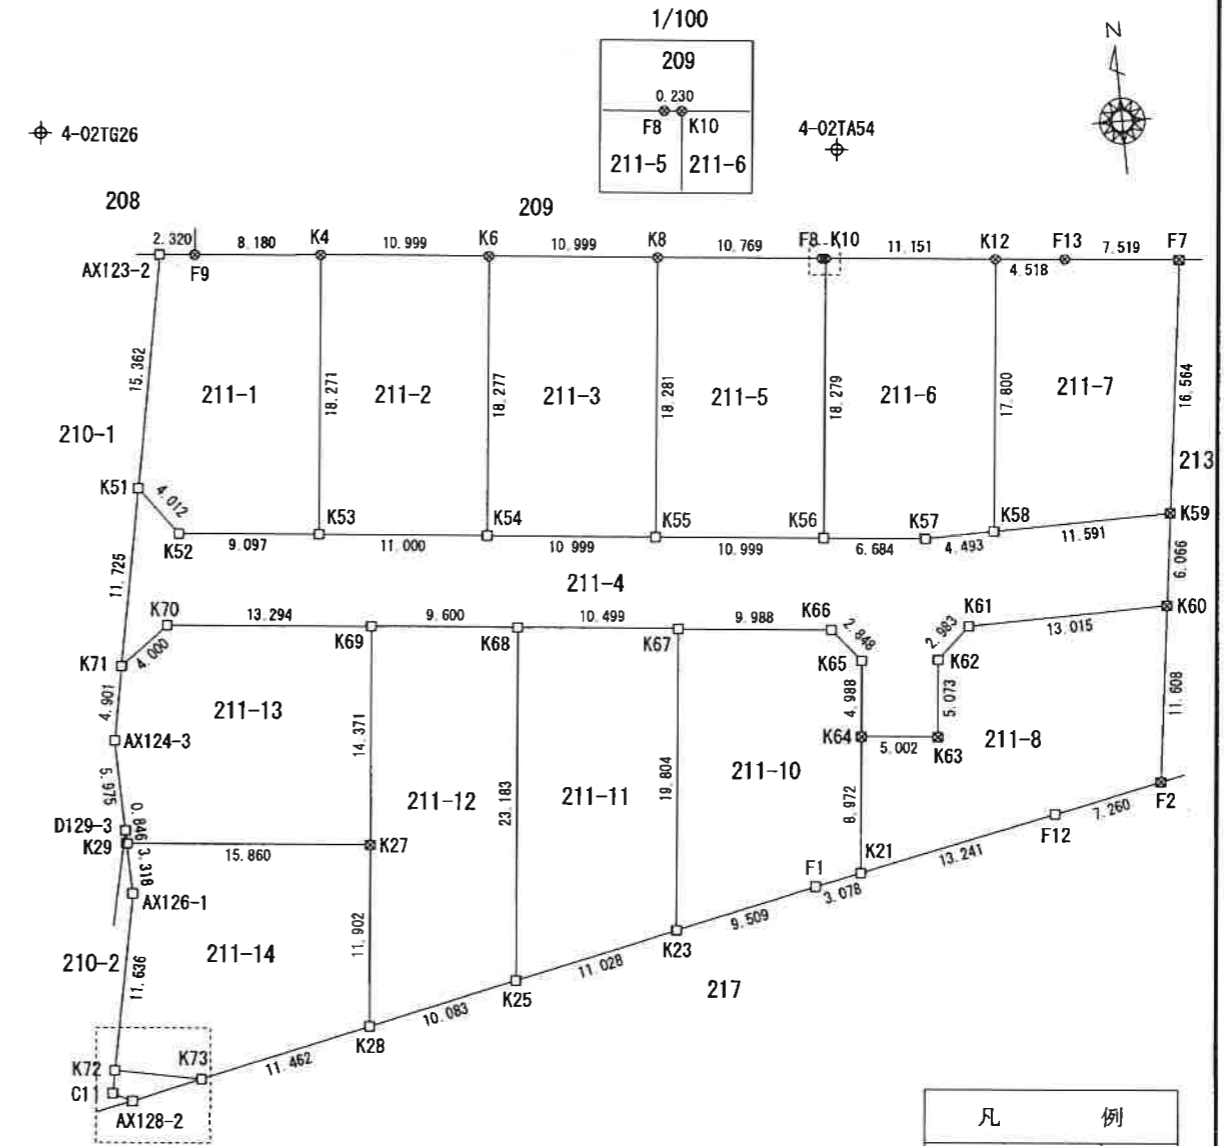 1/100
209
0.230
F8 K10
211-5 211-6
N
4-02TG26
4-02TA54
208
209
2.320
8.180
K4
10.999
K6
10.999
K8
10.769
F8 K10
11.151
K12
F13
7.519
F7
AX123-2
F9
4.518
15.362
211-1
18.271
211-2
18.277
211-3
18.281
211-5
18.279
211-6
17.800
211-7
16.564
210-1
213
K51
4.012
K52
9.097
K53
11.000
K54
10.999
K55
10.999
K56
6.684
K57
4.493
K58
11.591
K59
11.725
211-4
6.066
K70
13.294
K69
9.600
K68
10.499
K67
9.988
K66
2.848
K65
2.983
K61
K62
13.015
K60
K71
4.000
4.901
211-13
14.371
4.988
5.073
11.608
AX124-3
K64
5.002
K63
211-8
5.975
211-12
23.183
211-11
19.804
211-10
8.972
D129-3
0.846
K29
3.318
15.860
K27
F2
7.260
F12
13.241
K21
F1
3.078
AX126-1
9.509
K23
210-2
11.636
211-14
11.902
11.028
K25
217
10.083
K28
K72
K73
11.462
C11
AX128-2
凡 例